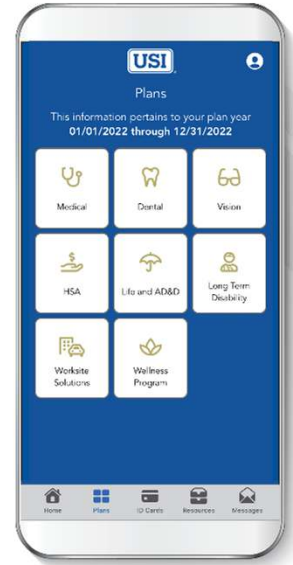 USI
Plans
This information pertains to your plan year
01/01/2022 through 12/31/2022
Medical
Dental
Vision
HSA
Life and AD&D
Long Term
Disability
Worksite
Solutions
Wellness
Program
Home
Plans
ID Cards
Resources
Messages